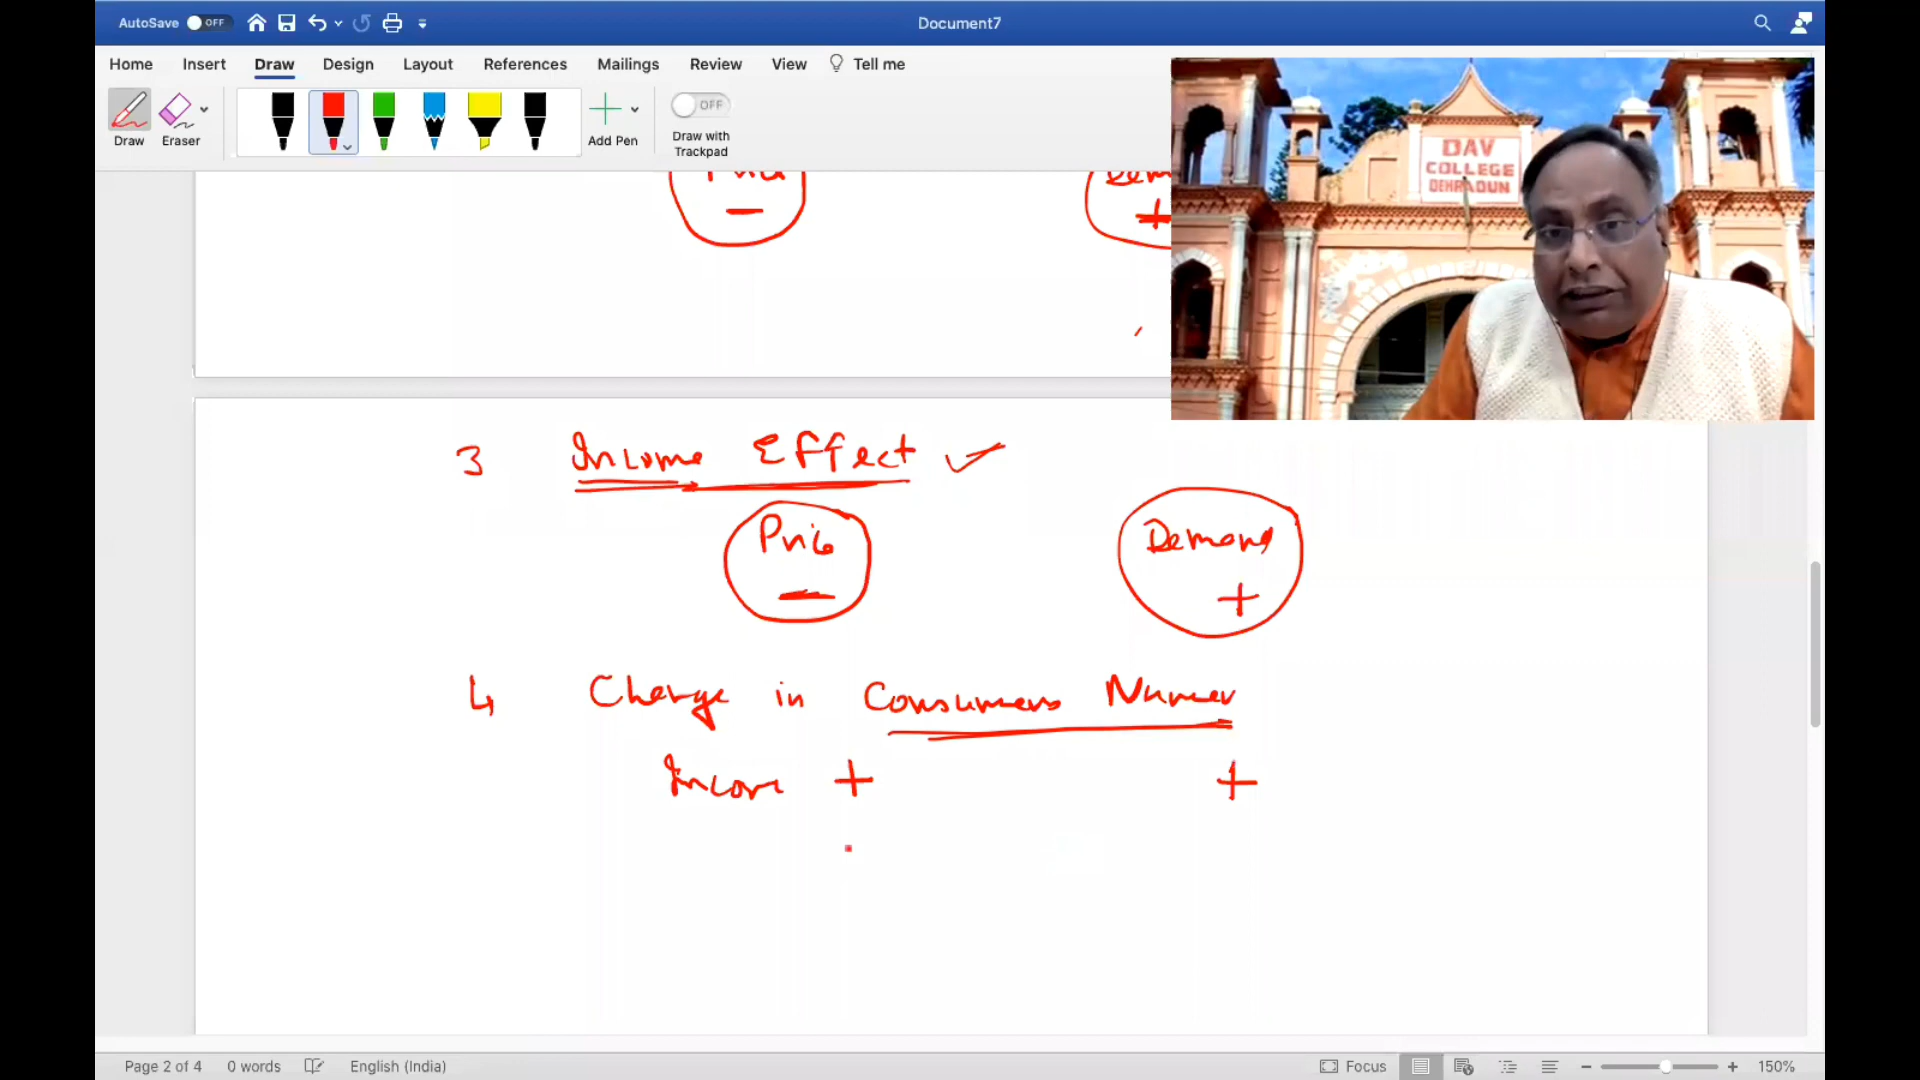 AutoSave OFF Document7
Home Insert Draw Design Layout References Mailings Review View Tell me
OFF
Draw Eraser Add Pen Draw with
Trackpad
DAV
COLLEGE
DEHRADUN
3 Income Effect
Price Demand
— +
4 Change in Consumers Numer
Income + +
Page 2 of 4 0 words English (India) Focus 150%